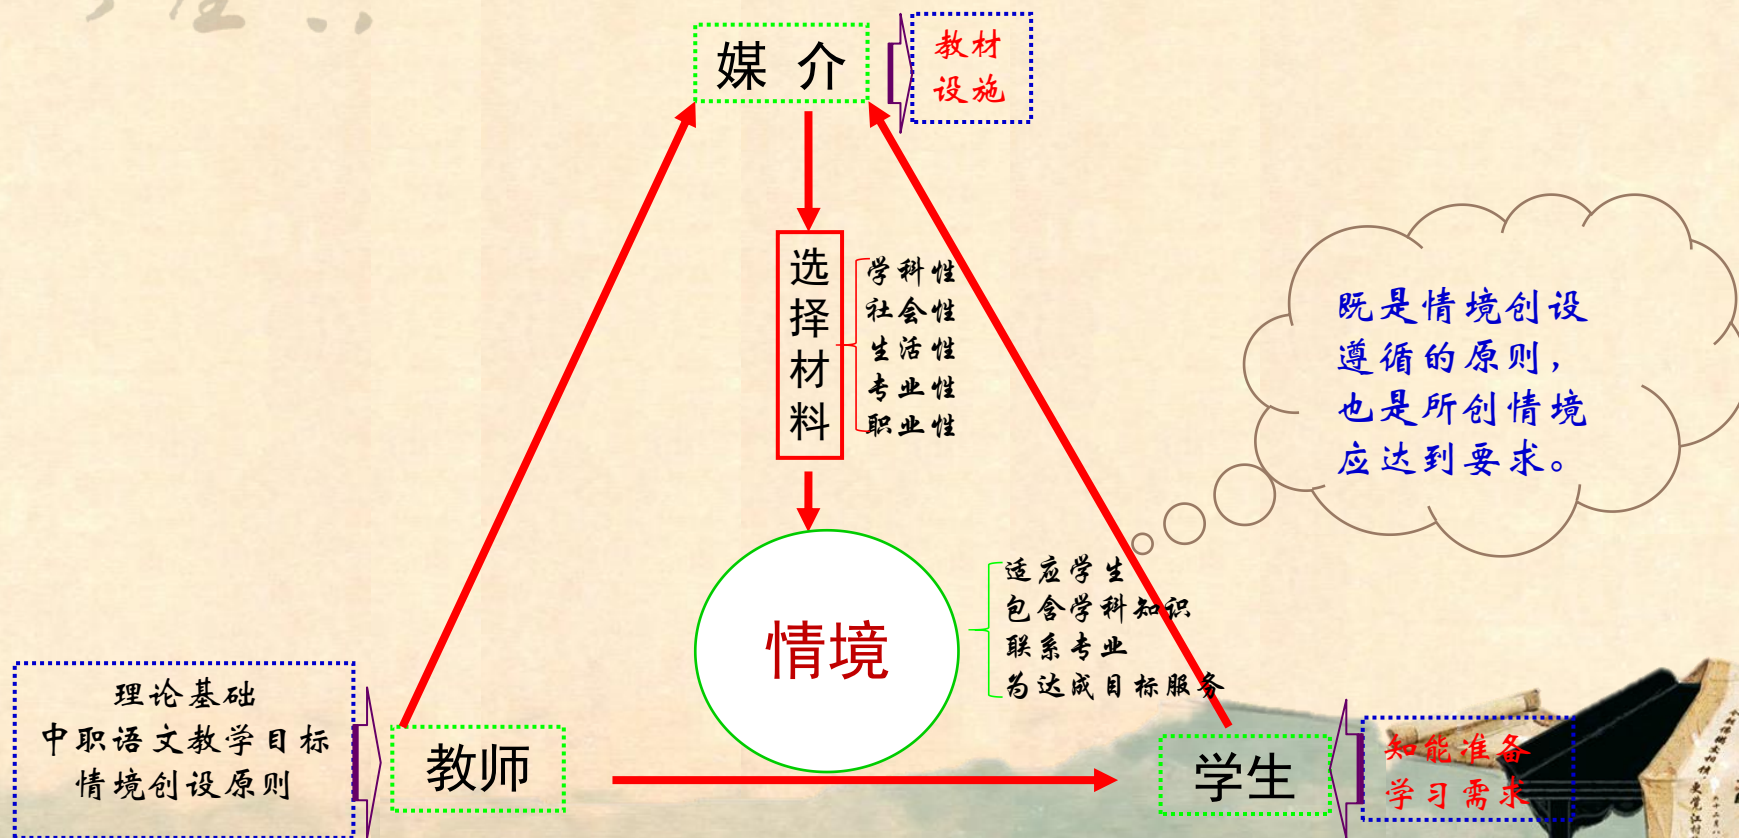 媒 介
教材
设施
选
择
材
料
学科性
社会性
生活性
专业性
职业性
既是情境创设
遵循的原则，
也是所创情境
应达到要求。
情境
适应学生
包含学科知识
联系专业
为达成目标服务
理论基础
中职语文教学目标
情境创设原则
教师
学生
知能准备
学习需求